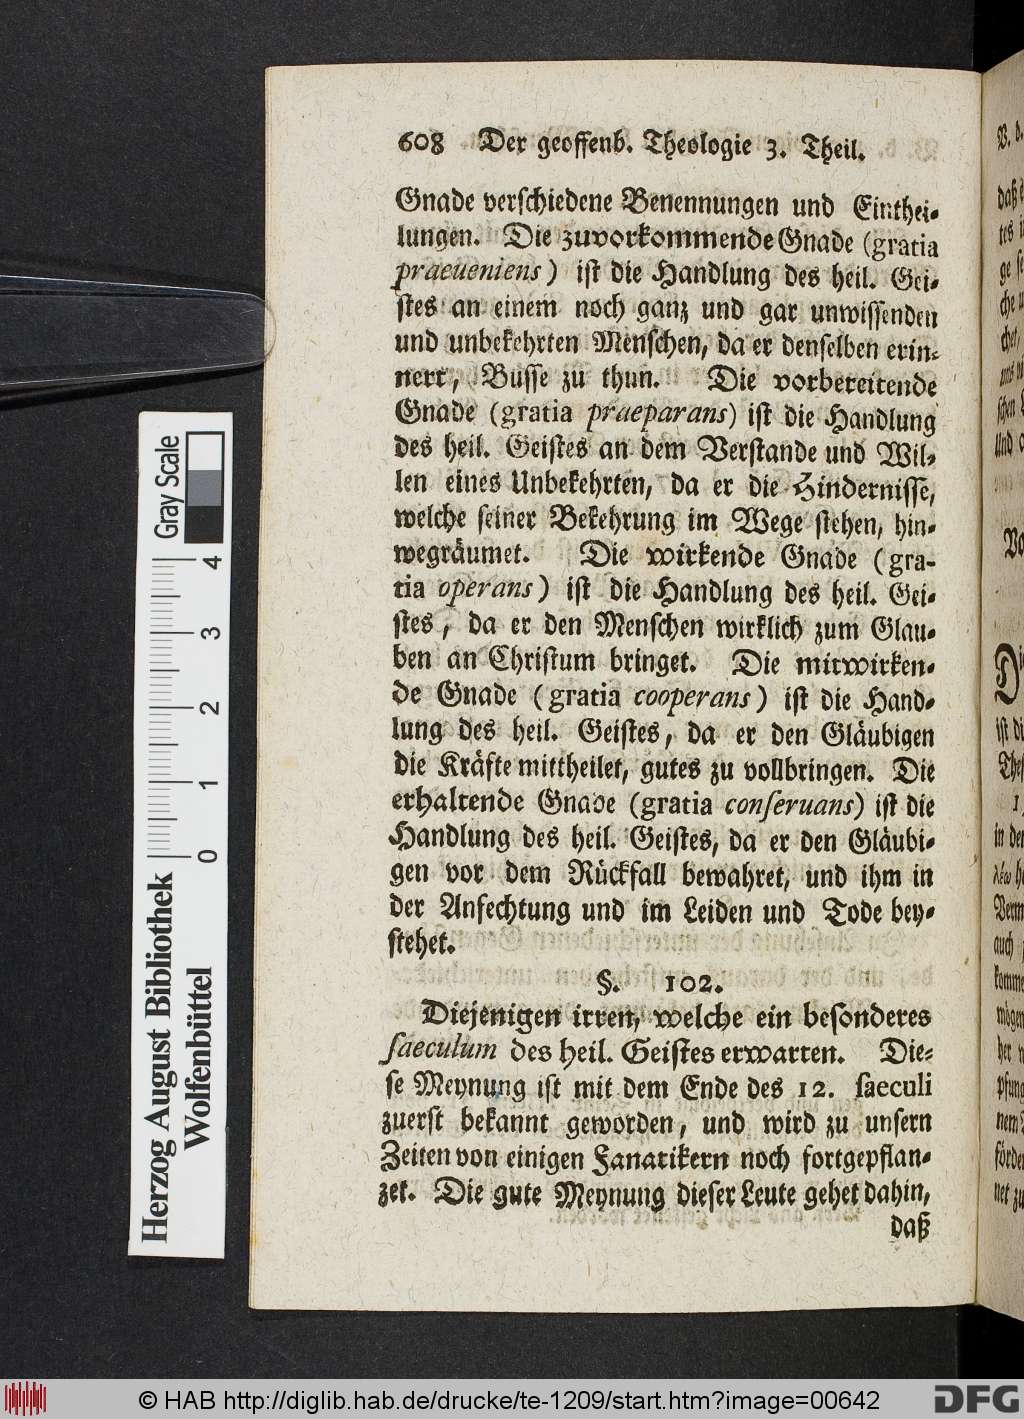 608 Der geoffenb. Theologie 3. Theil.
Gnade verschiedene Benennungen und Einthei-
lungen. Die zuvorkommende Gnade (gratia
praeueniens) ist die Handlung des heil. Gei-
stes an einem noch ganz und gar unwissenden
und unbekehrten Menschen, da er denselben erin-
nert, Busse zu thun. Die vorbereitende
Gnade (gratia praeparans) ist die Handlung
des heil. Geistes an dem Verstande und Wil-
len eines Unbekehrten, da er die Hindernisse,
welche seiner Bekehrung im Wege stehen, hin-
wegräumet. Die wirkende Gnade (gra-
tia operans) ist die Handlung des heil. Gei-
stes, da er den Menschen wirklich zum Glau-
ben an Christum bringet. Die mitwirken-
de Gnade (gratia cooperans) ist die Hand-
lung des heil. Geistes, da er den Gläubigen
die Kräfte mittheilet, gutes zu vollbringen. Die
erhaltende Gnade (gratia conseruans) ist die
Handlung des heil. Geistes, da er den Gläubi-
gen vor dem Rückfall bewahret, und ihm in
der Anfechtung und im Leiden und Tode bey-
stehet.
§. 102.
Diejenigen irren, welche ein besonderes
saeculum des heil. Geistes erwarten. Die-
se Meynung ist mit dem Ende des 12. saeculi
zuerst bekannt geworden, und wird zu unsern
Zeiten von einigen Fanatikern noch fortgepflan-
zet. Die gute Meynung dieser Leute gehet dahin,
daß
Herzog August Bibliothek
Wolfenbüttel
0 1 2 3 4
Gray Scale
© HAB http://diglib.hab.de/drucke/te-1209/start.htm?image=00642
DFG